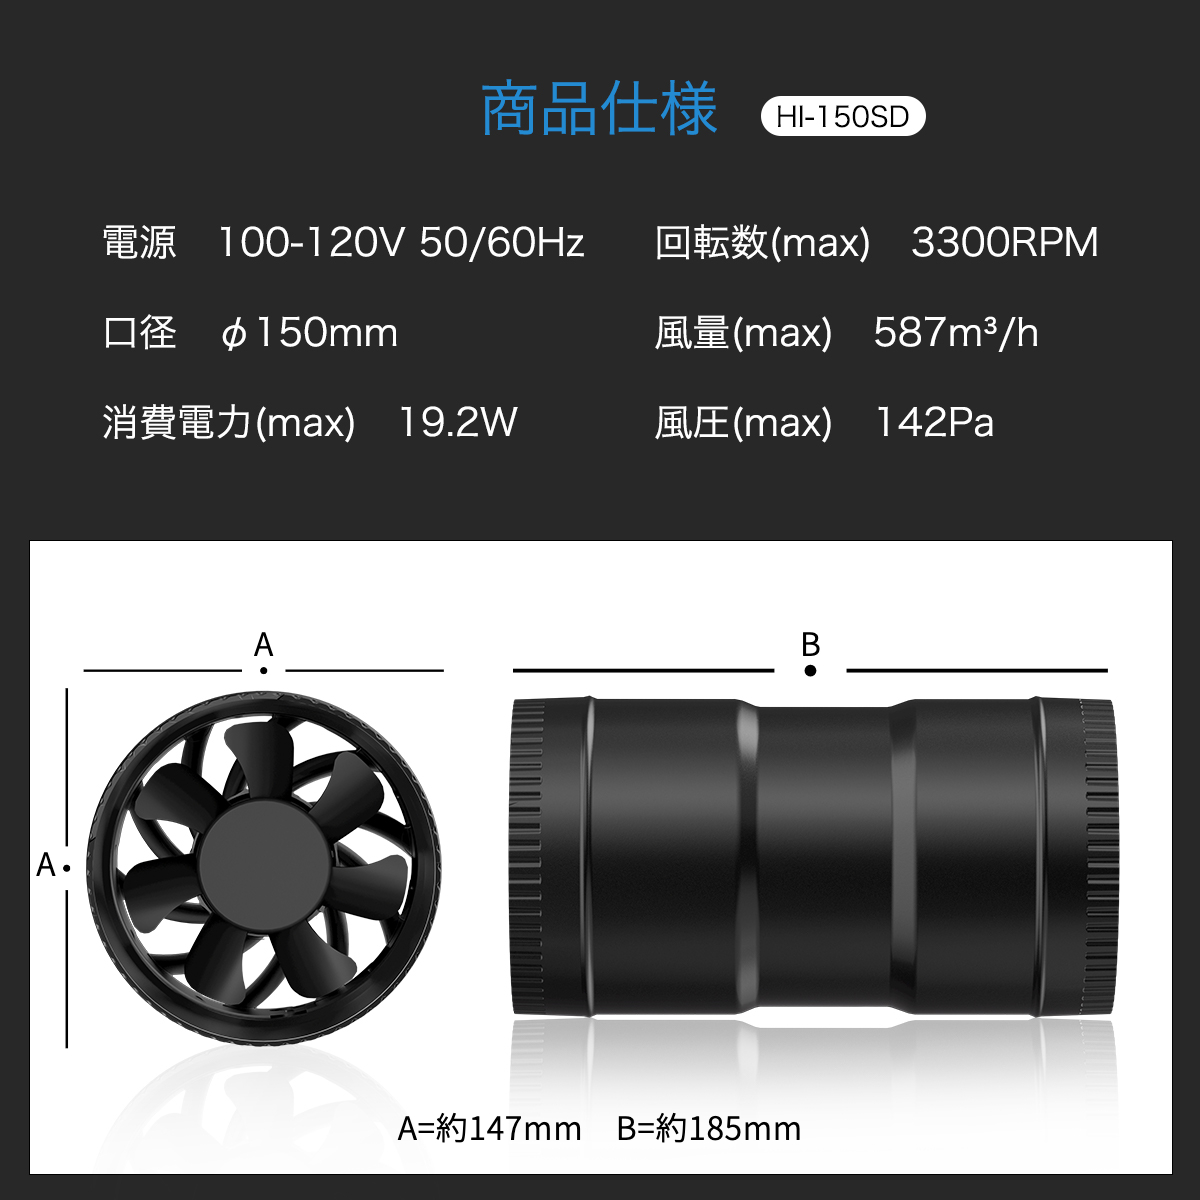 商品仕様 HI-150SD
電源 100-120V 50/60Hz 回転数(max) 3300RPM
口径 φ150mm 風量(max) 587m³/h
消費電力(max) 19.2W 風圧(max) 142Pa
A B
A
A=約147mm B=約185mm